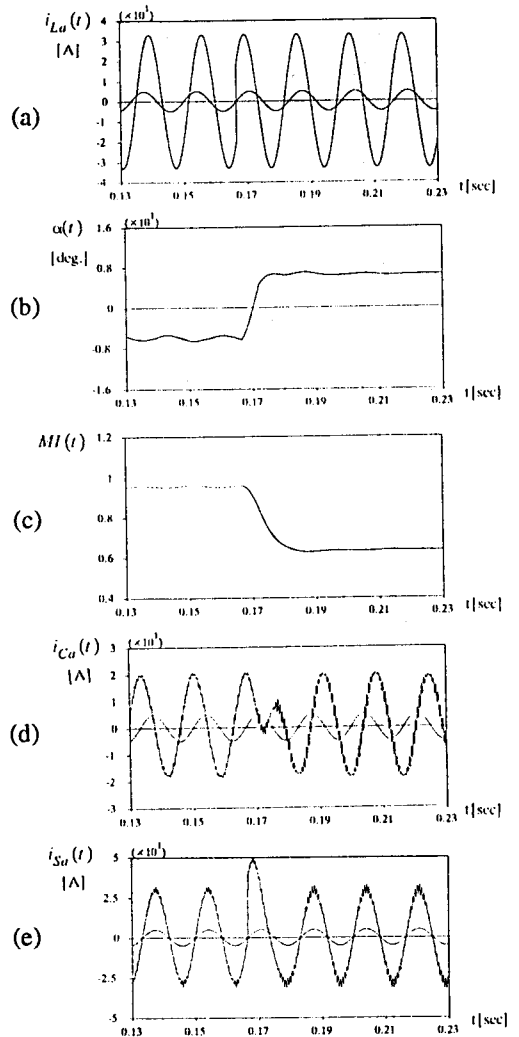 i_La(t) (×10¹)
[A]
4
3
2
1
0
-1
-2
-3
-4
0.13 0.15 0.17 0.19 0.21 0.23 t[sec]
(a)
α(t) (×10¹)
[deg.]
1.6
0.8
0
-0.8
-1.6
0.13 0.15 0.17 0.19 0.21 0.23 t[sec]
(b)
MI(t)
1.2
1
0.8
0.6
0.4
0.13 0.15 0.17 0.19 0.21 0.23 t[sec]
(c)
i_Ca(t) (×10¹)
[A]
3
2
1
0
-1
-2
-3
0.13 0.15 0.17 0.19 0.21 0.23 t[sec]
(d)
i_Sa(t) (×10¹)
[A]
5
2.5
0
-2.5
-5
0.13 0.15 0.17 0.19 0.21 0.23 t[sec]
(e)